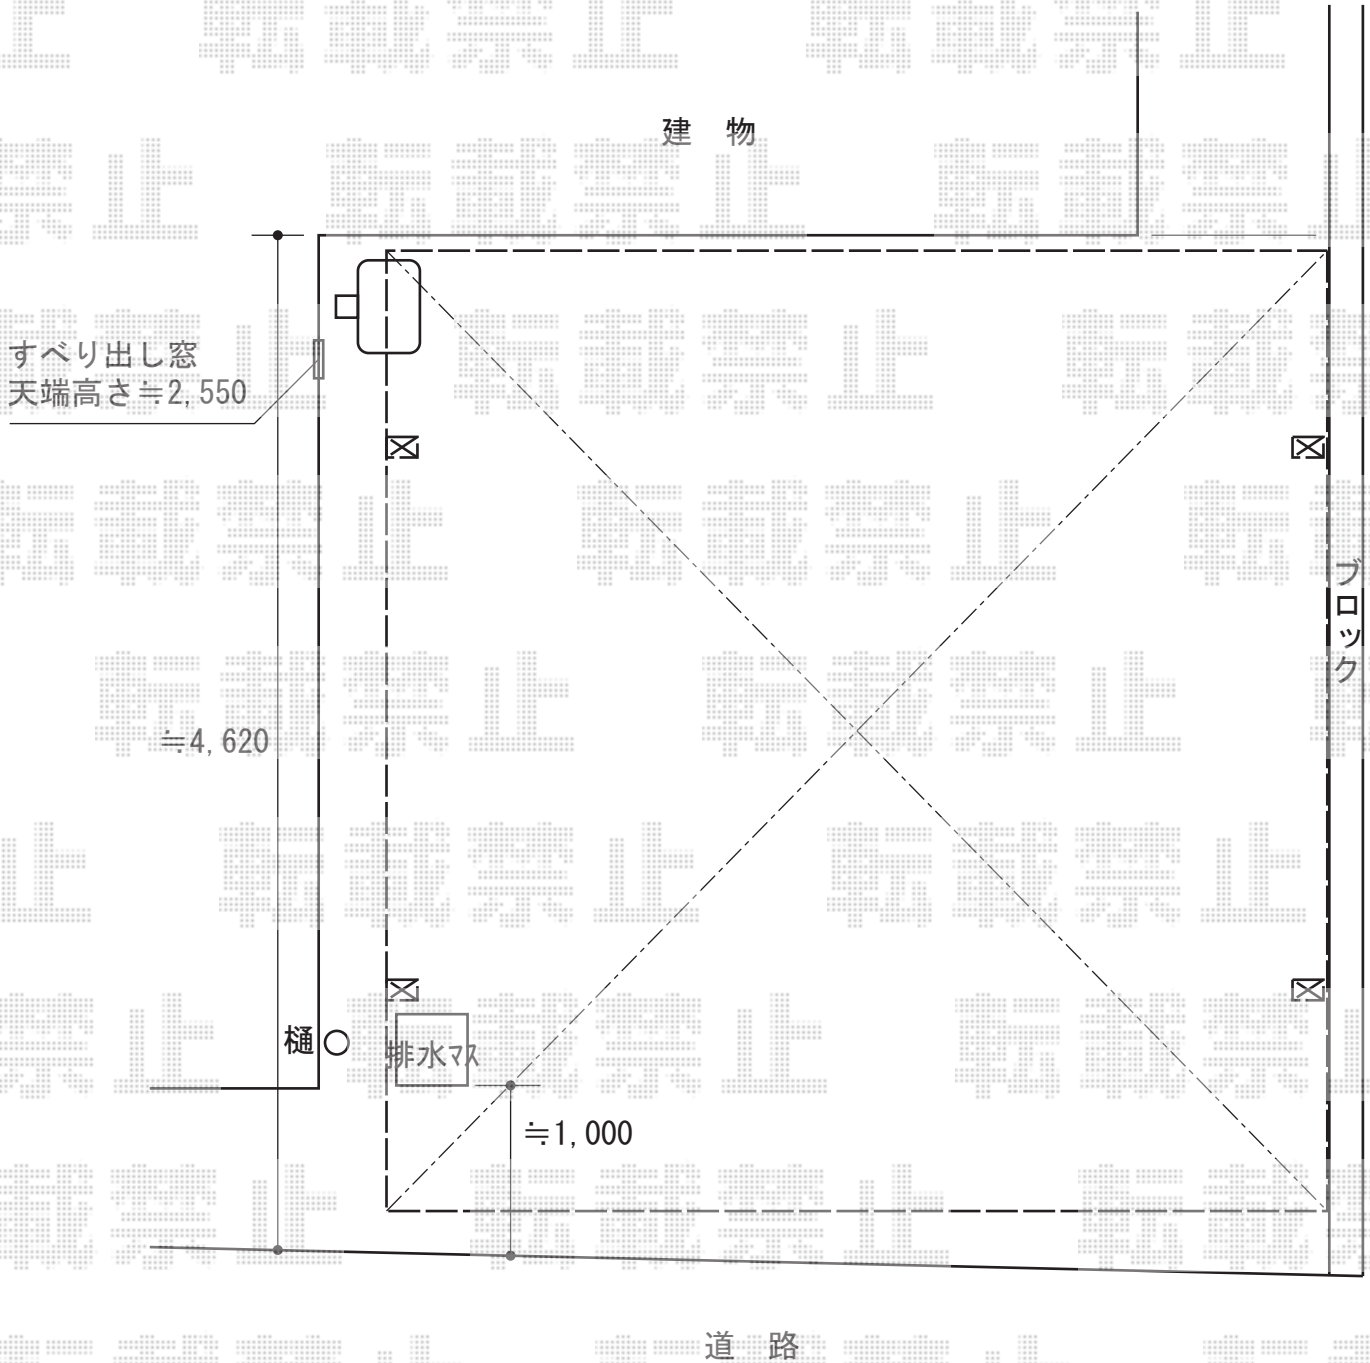 建 物
すべり出し窓
天端高さ≒2,550
ブロック
≒4,620
樋
排水マス
≒1,000
道 路
転載禁止